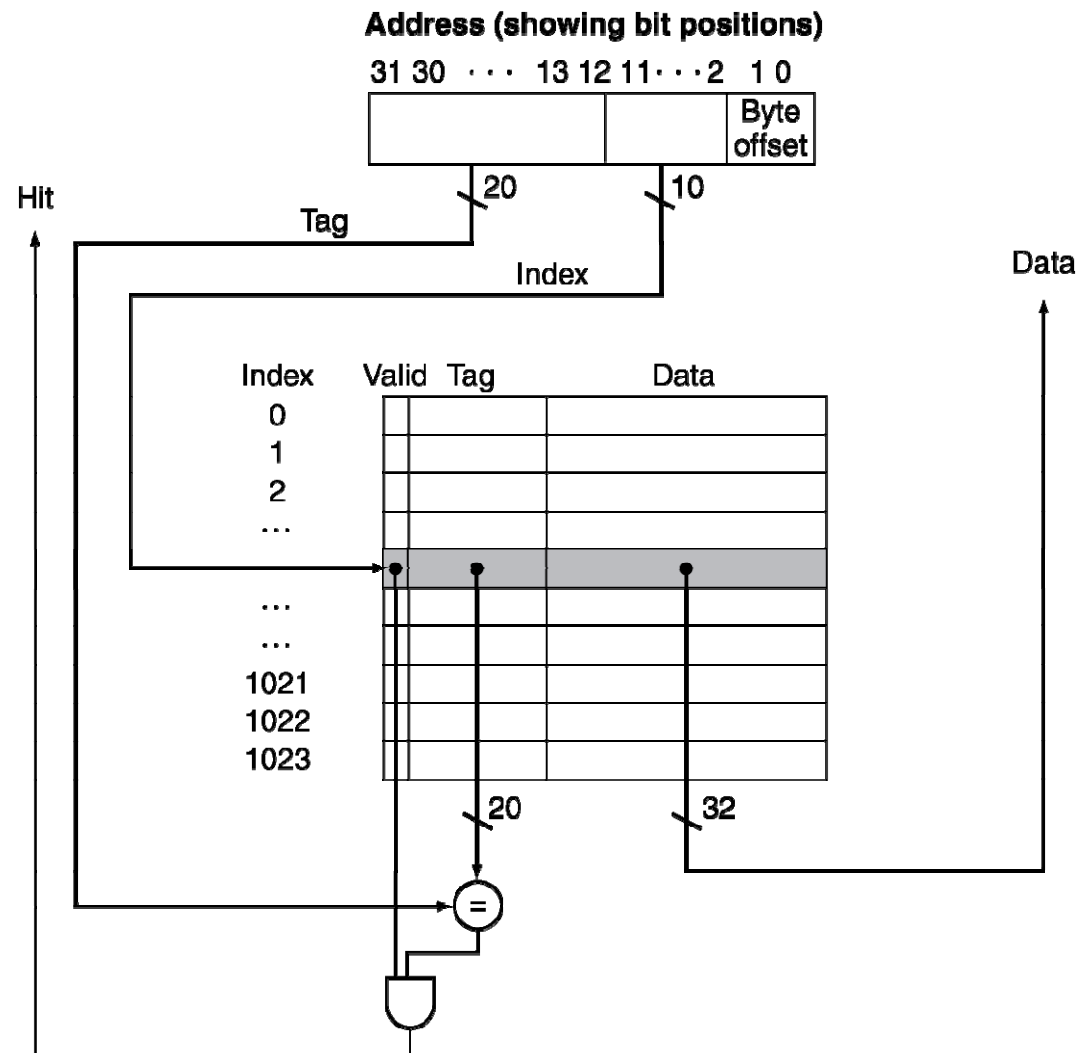 Address (showing bit positions)
31 30 · · · 13 12 11 · · · 2 1 0
Byte
offset
20 10
Hit
Tag
Data
Index
Index Valid Tag Data
0
1
2
...
...
...
1021
1022
1023
20 32
=